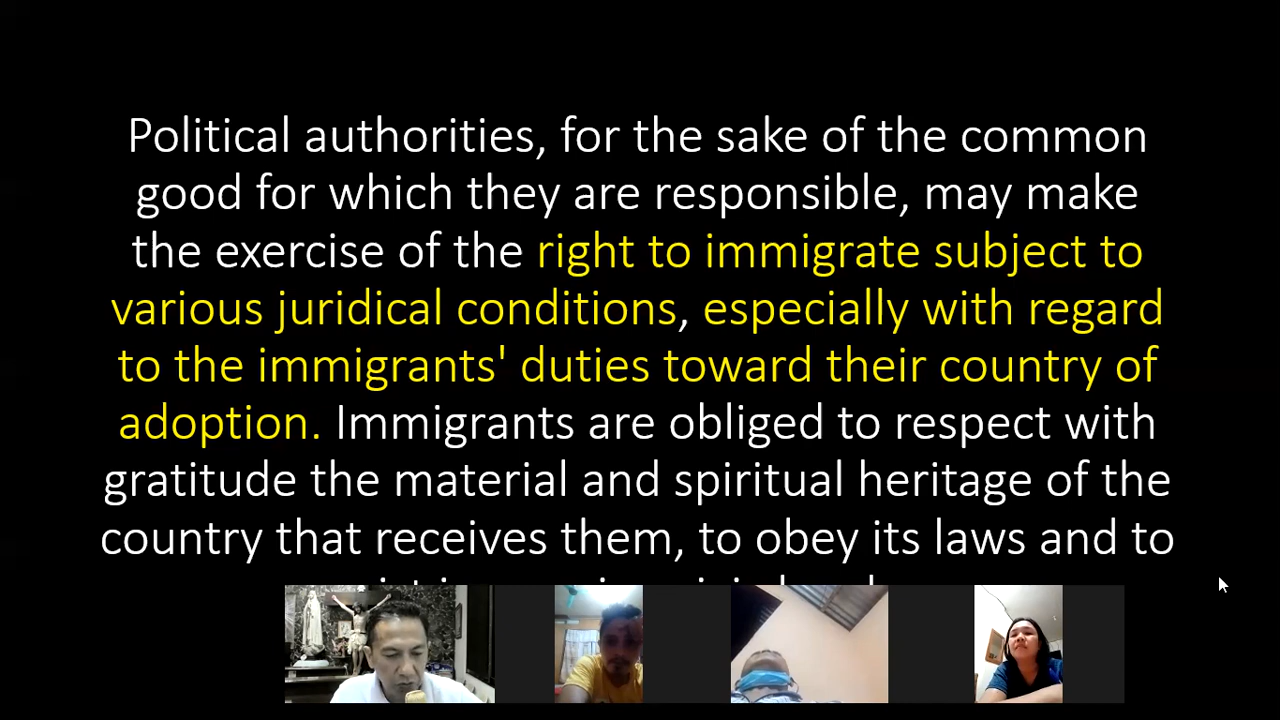 Political authorities, for the sake of the common
good for which they are responsible, may make
the exercise of the right to immigrate subject to
various juridical conditions, especially with regard
to the immigrants' duties toward their country of
adoption. Immigrants are obliged to respect with
gratitude the material and spiritual heritage of the
country that receives them, to obey its laws and to